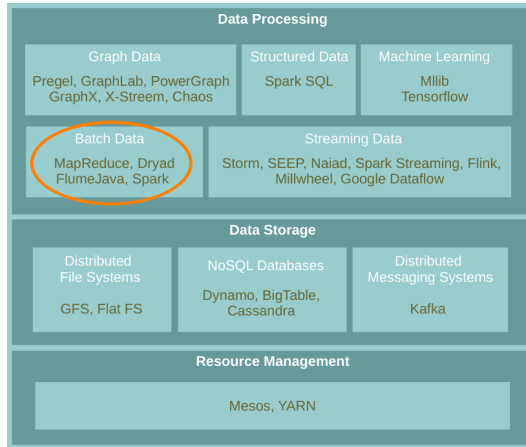 Data Processing
Graph Data
Pregel, GraphLab, PowerGraph
GraphX, X-Streem, Chaos
Structured Data
Spark SQL
Machine Learning
Mllib
Tensorflow
Batch Data
MapReduce, Dryad
FlumeJava, Spark
Streaming Data
Storm, SEEP, Naiad, Spark Streaming, Flink,
Millwheel, Google Dataflow
Data Storage
Distributed
File Systems
GFS, Flat FS
NoSQL Databases
Dynamo, BigTable,
Cassandra
Distributed
Messaging Systems
Kafka
Resource Management
Mesos, YARN